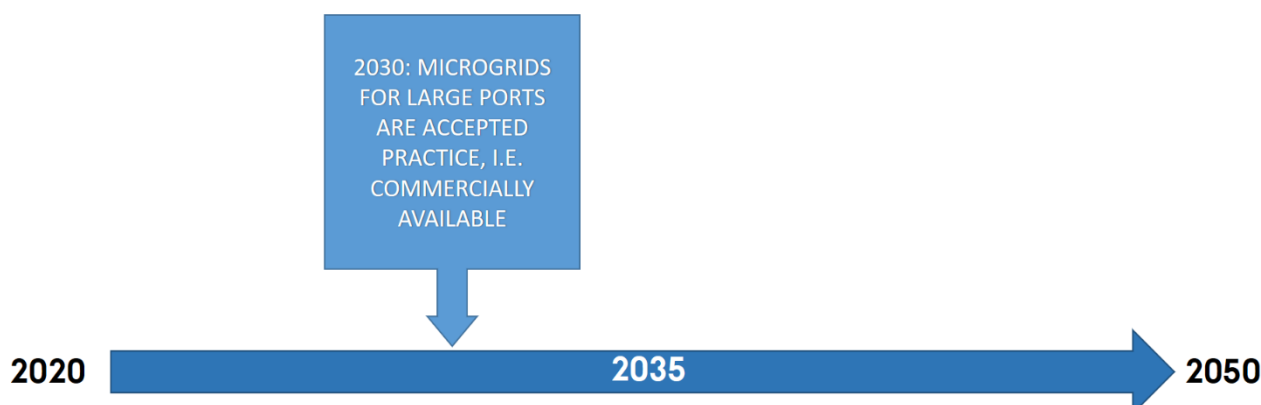 2030: MICROGRIDS
FOR LARGE PORTS
ARE ACCEPTED
PRACTICE, I.E.
COMMERCIALLY
AVAILABLE
2020
2035
2050